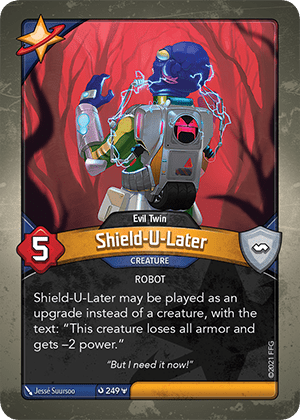 Evil Twin
Shield-U-Later
CREATURE
5
ROBOT
Shield-U-Later may be played as an
upgrade instead of a creature, with the
text: “This creature loses all armor and
gets –2 power.”
“But I need it now!”
Jessé Suursoo
249
©2021 FFG